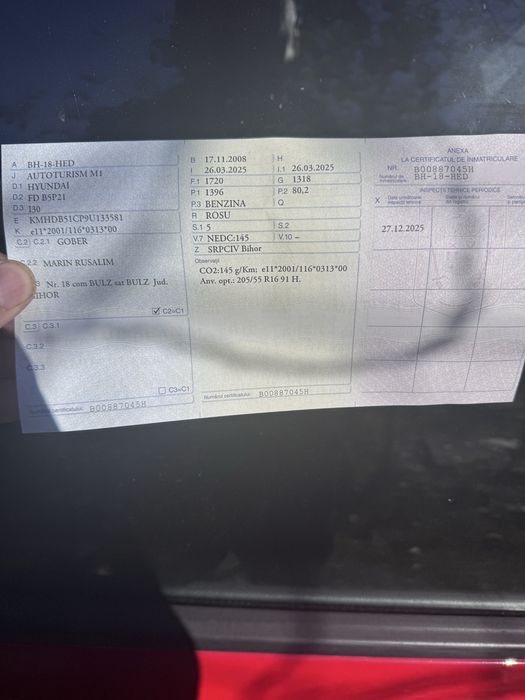 A BH-18-HED
J AUTOTURISM M1
D.1 HYUNDAI
D.2 FD B5P21
D.3 I30
E KMHDB51CP9U133581
K e11*2001/116*0313*00
C.2 C.2.1 GOBER
C.2.2 MARIN RUSALIM
Nr. 18 com BULZ sat BULZ Jud.
BIHOR
C2=C1
C.3 C.3.1
C.3.2
C.3.3
C3=C1
Numărul certificatului: B00887045H
B 17.11.2008 H
I 26.03.2025 I.1 26.03.2025
F.1 1720 G 1318
P.1 1396 P.2 80,2
P.3 BENZINA Q
R ROSU
S.1 5 S.2
V.7 NEDC:145 V.10 –
Z SRPCIV Bihor
Observații
CO2:145 g/Km; e11*2001/116*0313*00
Anv. opt.: 205/55 R16 91 H.
Numărul certificatului: B00887045H
ANEXA
LA CERTIFICATUL DE ÎNMATRICULARE
NR. B00887045H
Numărul de înmatriculare: BH-18-HED
INSPECȚII TEHNICE PERIODICE
X
27.12.2025